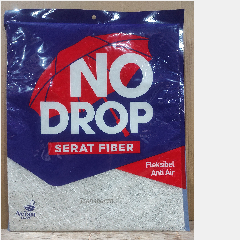 NO
DROP
SERAT FIBER
Fleksibel
Anti Air